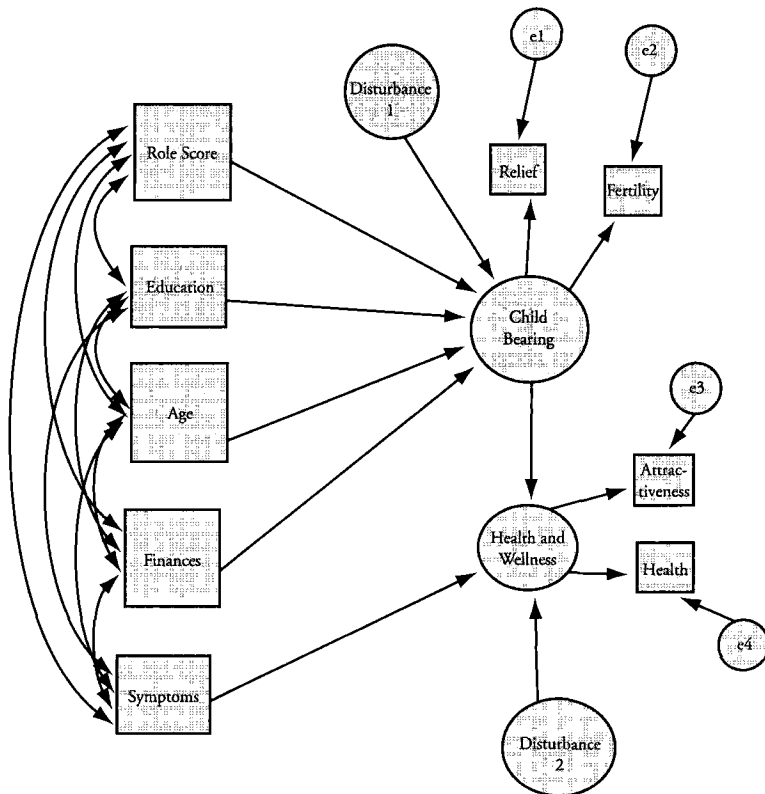 e1
e2
Disturbance
1
Role Score
Relief
Fertility
Education
Child
Bearing
Age
e3
Attrac-
tiveness
Health and
Wellness
Finances
Health
e4
Symptoms
Disturbance
2